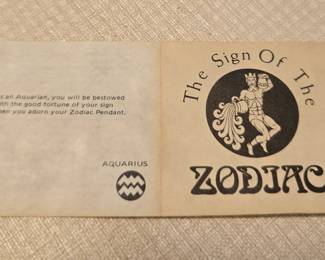 an Aquarian, you will be bestowed
the good fortune of your sign
you adorn your Zodiac Pendant.
AQUARIUS
The Sign Of The
ZODIAC